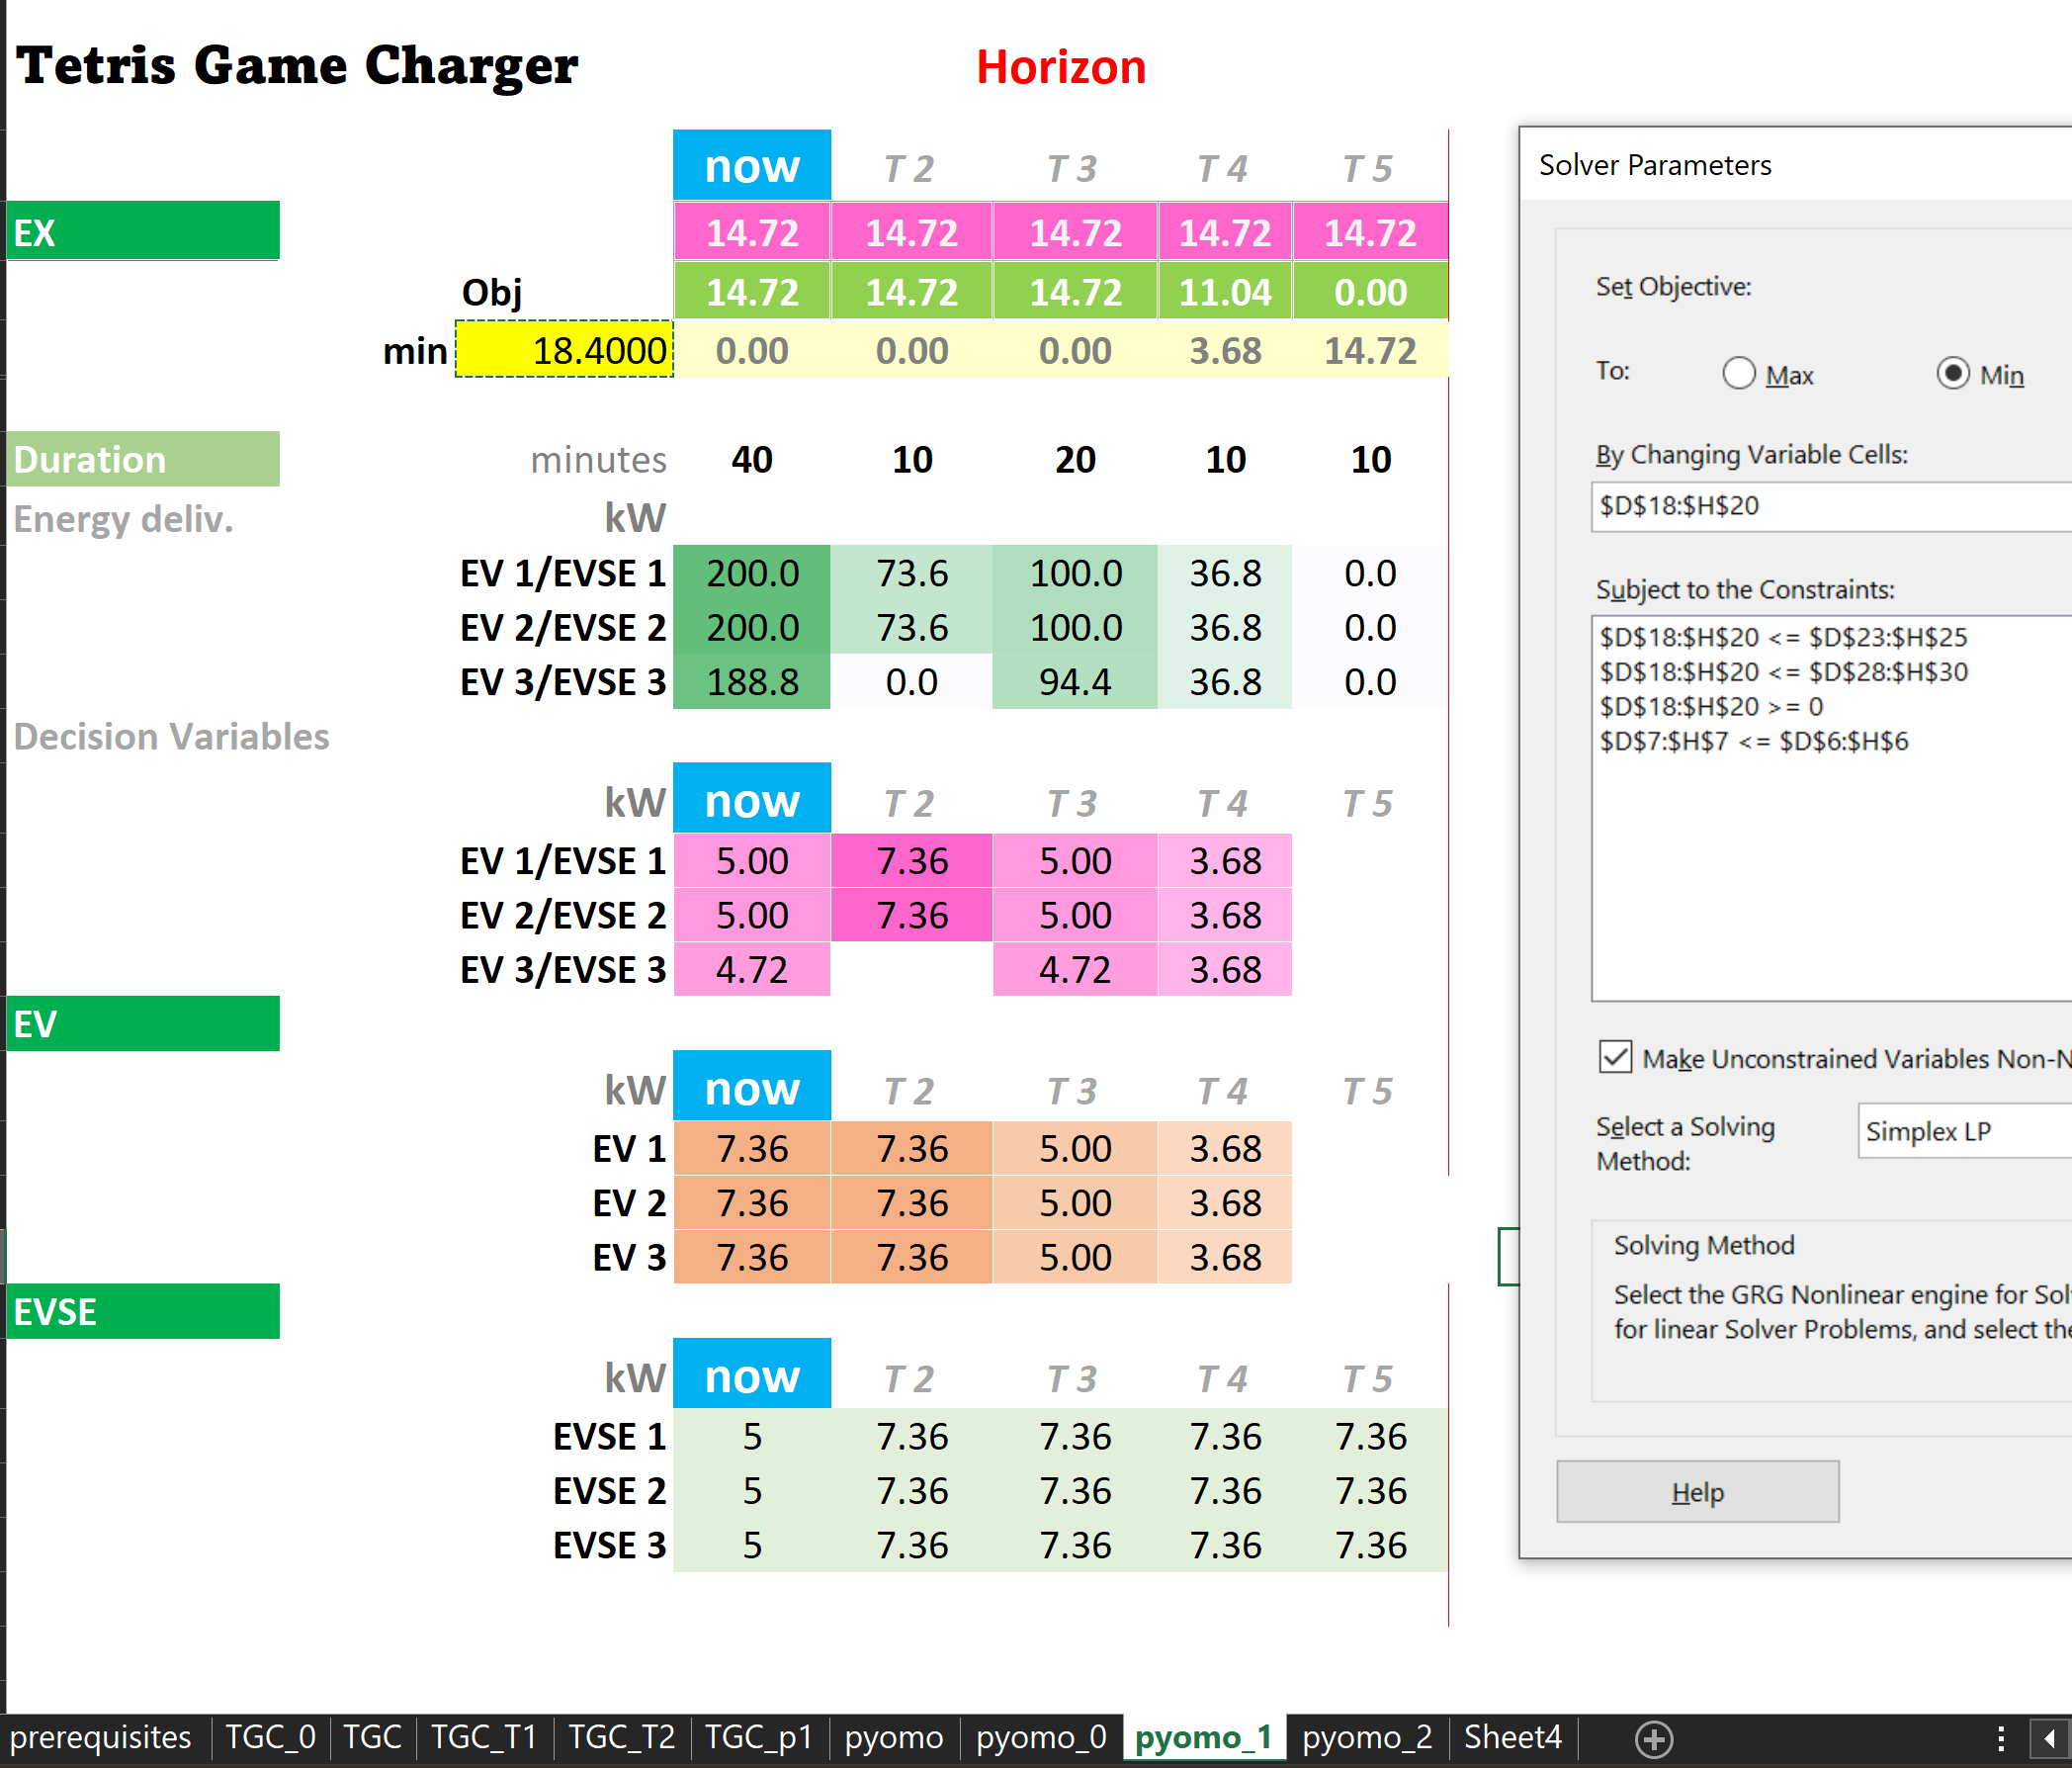 Tetris Game Charger Horizon
now T 2 T 3 T 4 T 5
EX 14.72 14.72 14.72 14.72 14.72
Obj 14.72 14.72 14.72 11.04 0.00
min 18.4000 0.00 0.00 0.00 3.68 14.72
Duration minutes 40 10 20 10 10
Energy deliv. kW
EV 1/EVSE 1 200.0 73.6 100.0 36.8 0.0
EV 2/EVSE 2 200.0 73.6 100.0 36.8 0.0
EV 3/EVSE 3 188.8 0.0 94.4 36.8 0.0
Decision Variables
kW now T 2 T 3 T 4 T 5
EV 1/EVSE 1 5.00 7.36 5.00 3.68
EV 2/EVSE 2 5.00 7.36 5.00 3.68
EV 3/EVSE 3 4.72 4.72 3.68
EV
kW now T 2 T 3 T 4 T 5
EV 1 7.36 7.36 5.00 3.68
EV 2 7.36 7.36 5.00 3.68
EV 3 7.36 7.36 5.00 3.68
EVSE
kW now T 2 T 3 T 4 T 5
EVSE 1 5 7.36 7.36 7.36 7.36
EVSE 2 5 7.36 7.36 7.36 7.36
EVSE 3 5 7.36 7.36 7.36 7.36
Solver Parameters
Set Objective:
To: Max Min
By Changing Variable Cells:
$D$18:$H$20
Subject to the Constraints:
$D$18:$H$20 <= $D$23:$H$25
$D$18:$H$20 <= $D$28:$H$30
$D$18:$H$20 >= 0
$D$7:$H$7 <= $D$6:$H$6
Make Unconstrained Variables Non-N
Select a Solving Method: Simplex LP
Solving Method
Select the GRG Nonlinear engine for Sol
for linear Solver Problems, and select the
Help
prerequisites TGC_0 TGC TGC_T1 TGC_T2 TGC_p1 pyomo pyomo_0 pyomo_1 pyomo_2 Sheet4